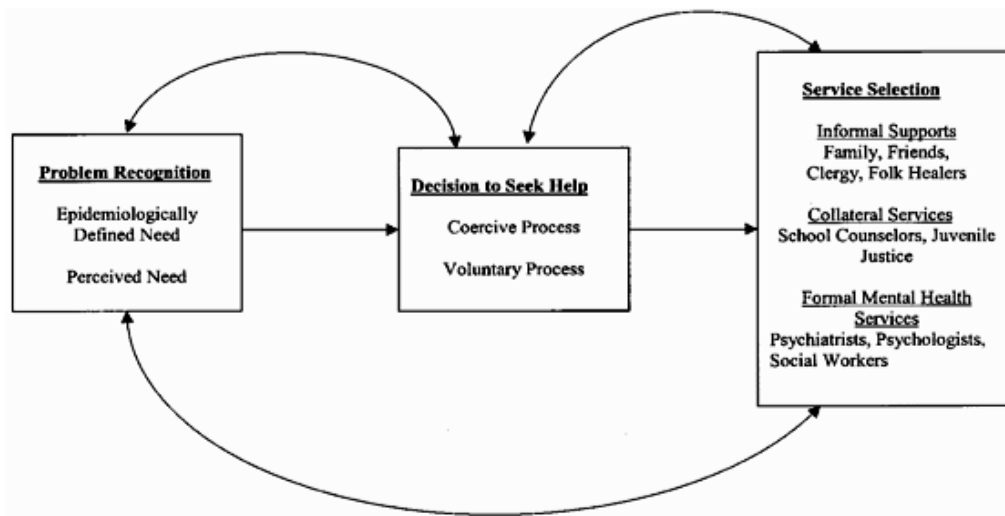 Problem Recognition
Epidemiologically
Defined Need
Perceived Need
Decision to Seek Help
Coercive Process
Voluntary Process
Service Selection
Informal Supports
Family, Friends,
Clergy, Folk Healers
Collateral Services
School Counselors, Juvenile
Justice
Formal Mental Health
Services
Psychiatrists, Psychologists,
Social Workers